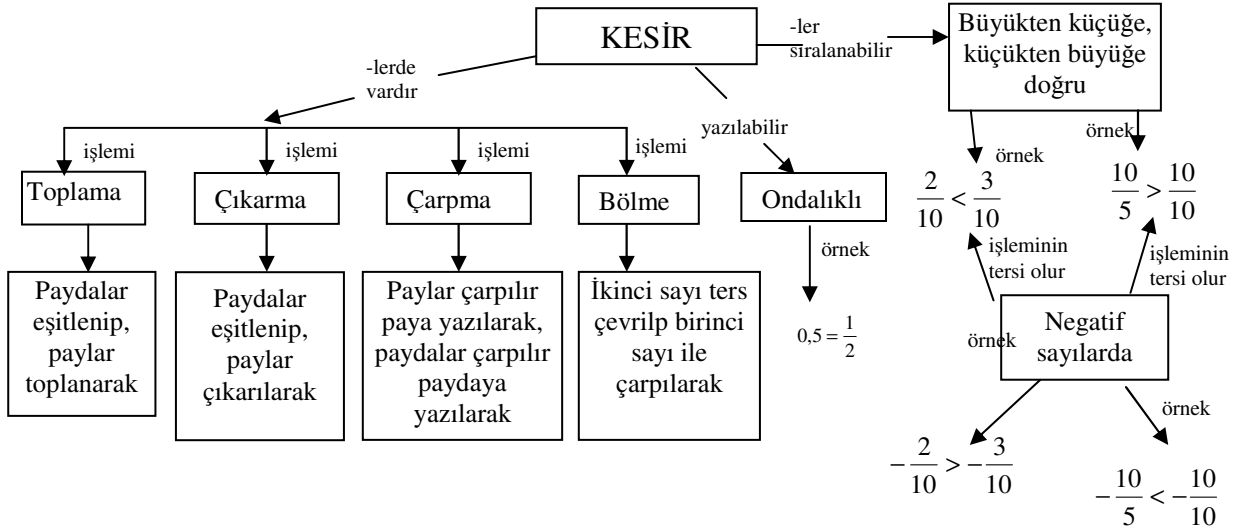 KESİR
-ler
sıralanabilir
Büyükten küçüğe,
küçükten büyüğe
doğru
-lerde
vardır
yazılabilir
örnek
örnek
işlemi
işlemi
işlemi
işlemi
Toplama
Çıkarma
Çarpma
Bölme
Ondalıklı
2/10 < 3/10
10/5 > 10/10
örnek
işleminin
tersi olur
işleminin
tersi olur
Paydalar
eşitlenip,
paylar
toplanarak
Paydalar
eşitlenip,
paylar
çıkarılarak
Paylar çarpılır
paya yazılarak,
paydalar çarpılır
paydaya
yazılarak
İkinci sayı ters
çevrilp birinci
sayı ile
çarpılarak
0,5 = 1/2
Negatif
sayılarda
örnek
örnek
-2/10 > -3/10
-10/5 < -10/10